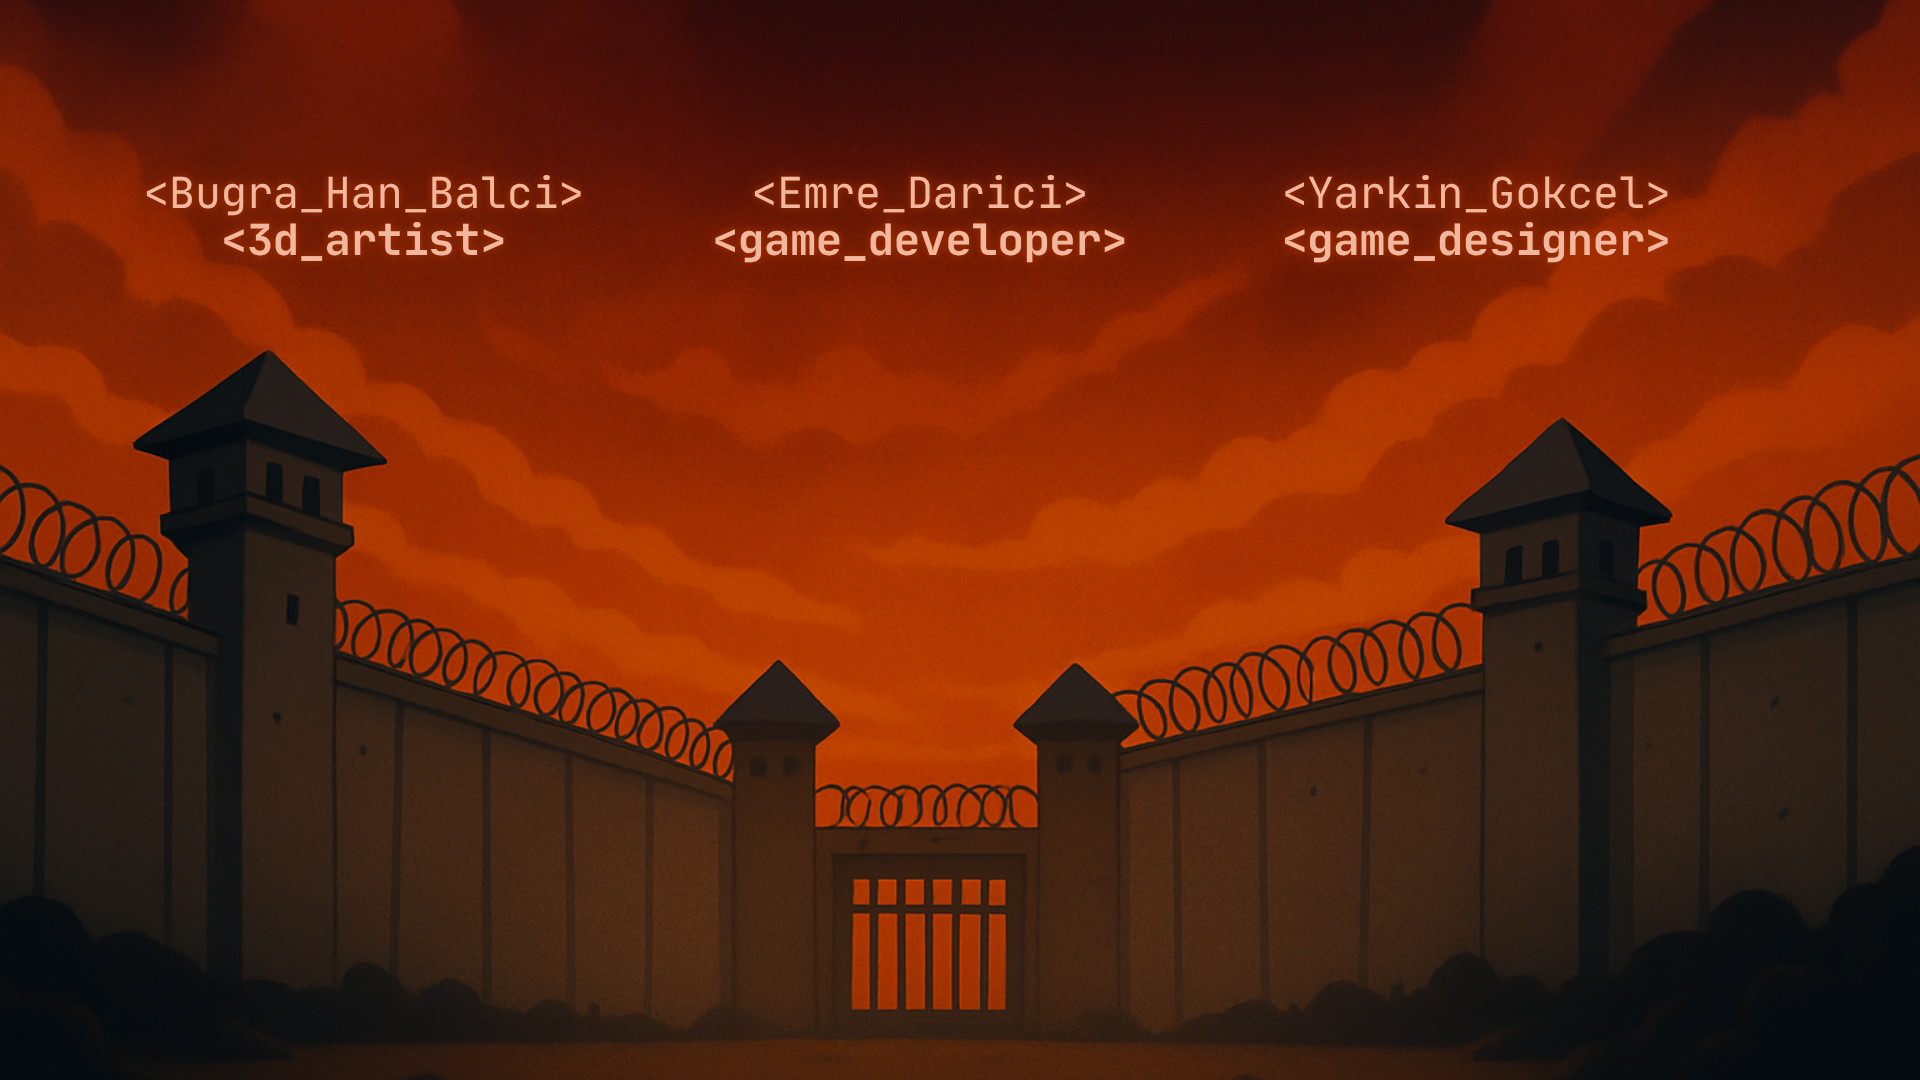 <Bugra_Han_Balci>
<3d_artist>
<Emre_Darici>
<game_developer>
<Yarkin_Gokcel>
<game_designer>